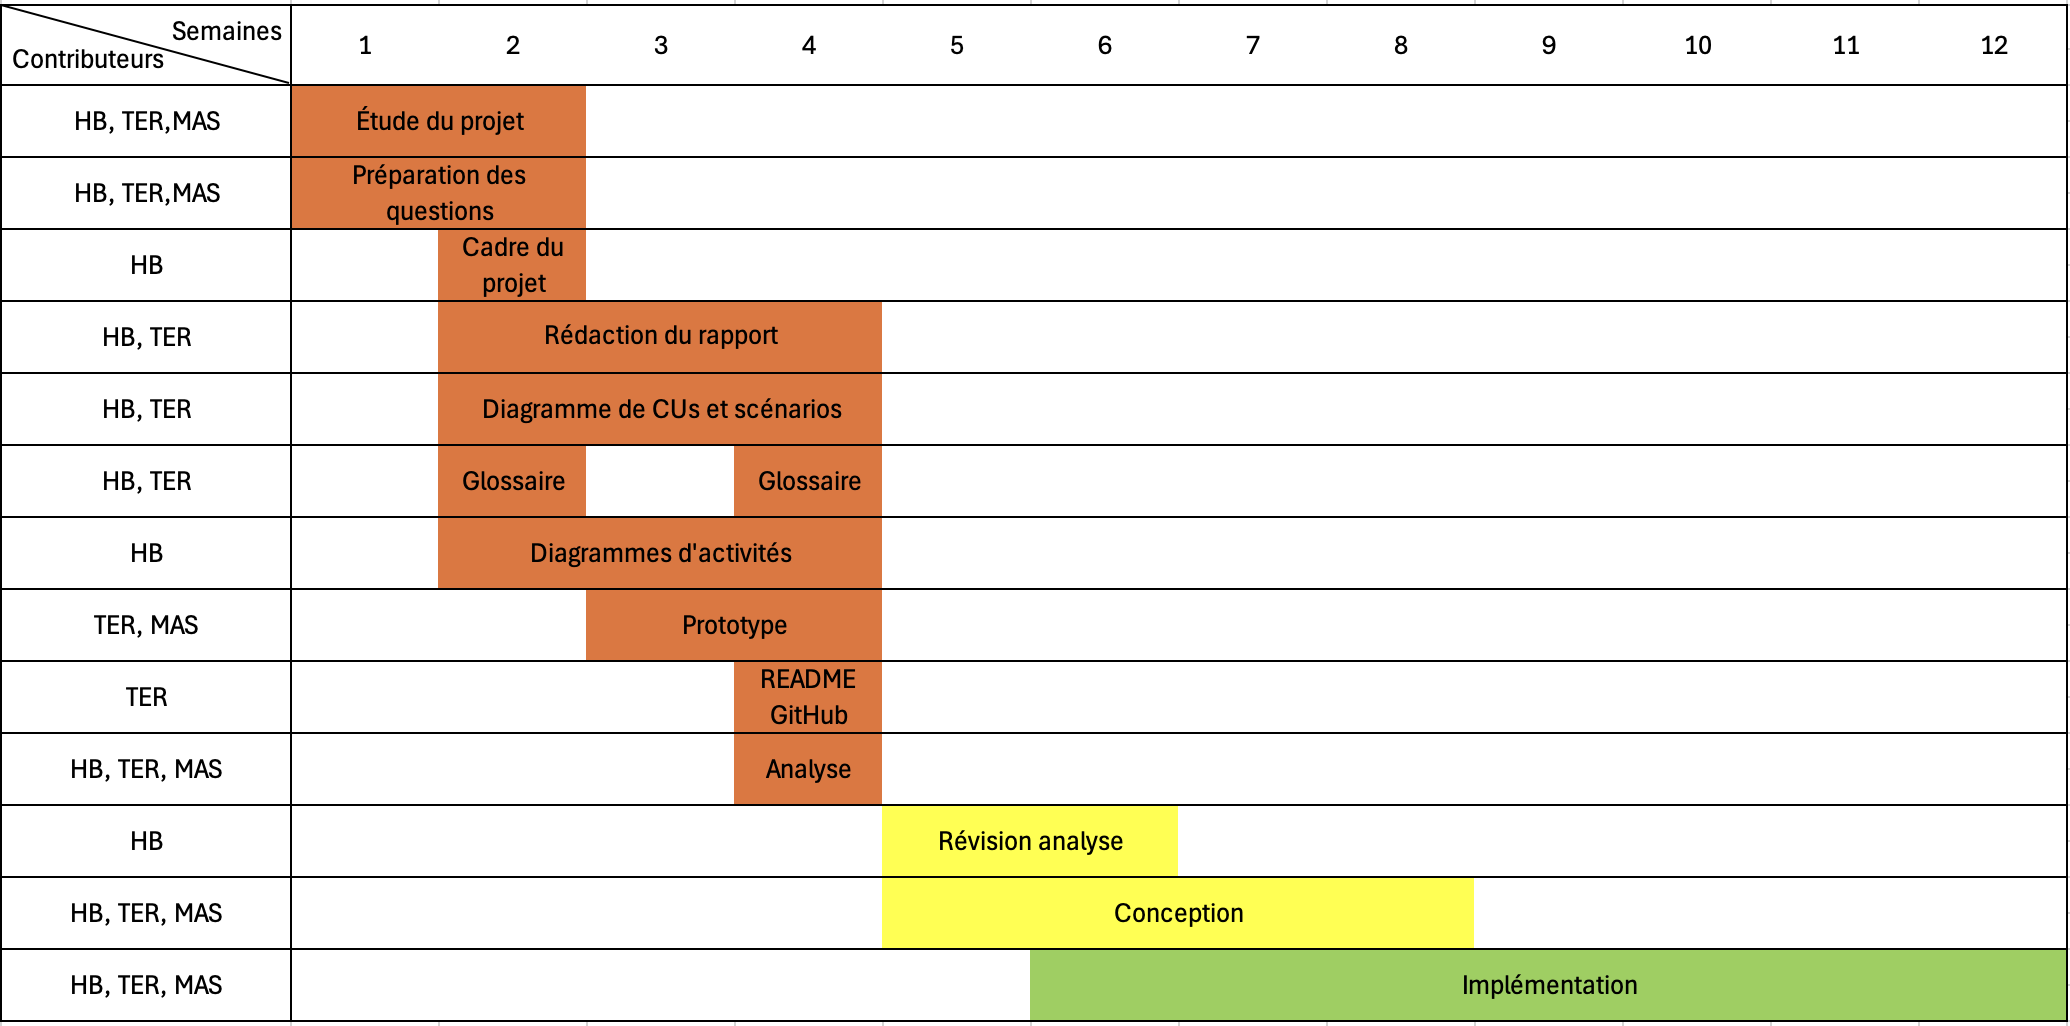 Semaines
Contributeurs
1 2 3 4 5 6 7 8 9 10 11 12
HB, TER,MAS
Étude du projet
HB, TER,MAS
Préparation des
questions
HB
Cadre du
projet
HB, TER
Rédaction du rapport
HB, TER
Diagramme de CUs et scénarios
HB, TER
Glossaire
Glossaire
HB
Diagrammes d'activités
TER, MAS
Prototype
TER
README
GitHub
HB, TER, MAS
Analyse
HB
Révision analyse
HB, TER, MAS
Conception
HB, TER, MAS
Implémentation